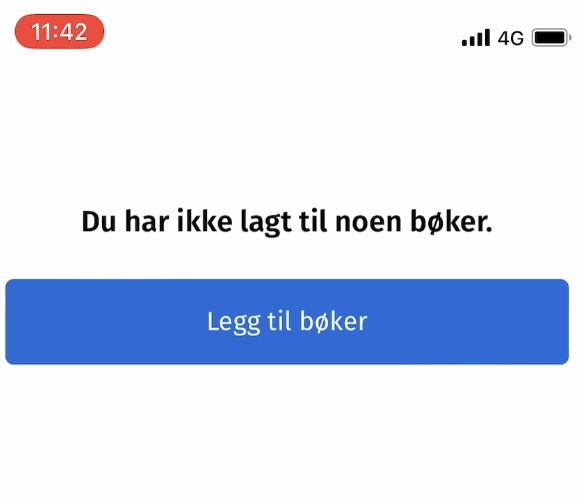 11:42
4G
Du har ikke lagt til noen bøker.
Legg til bøker